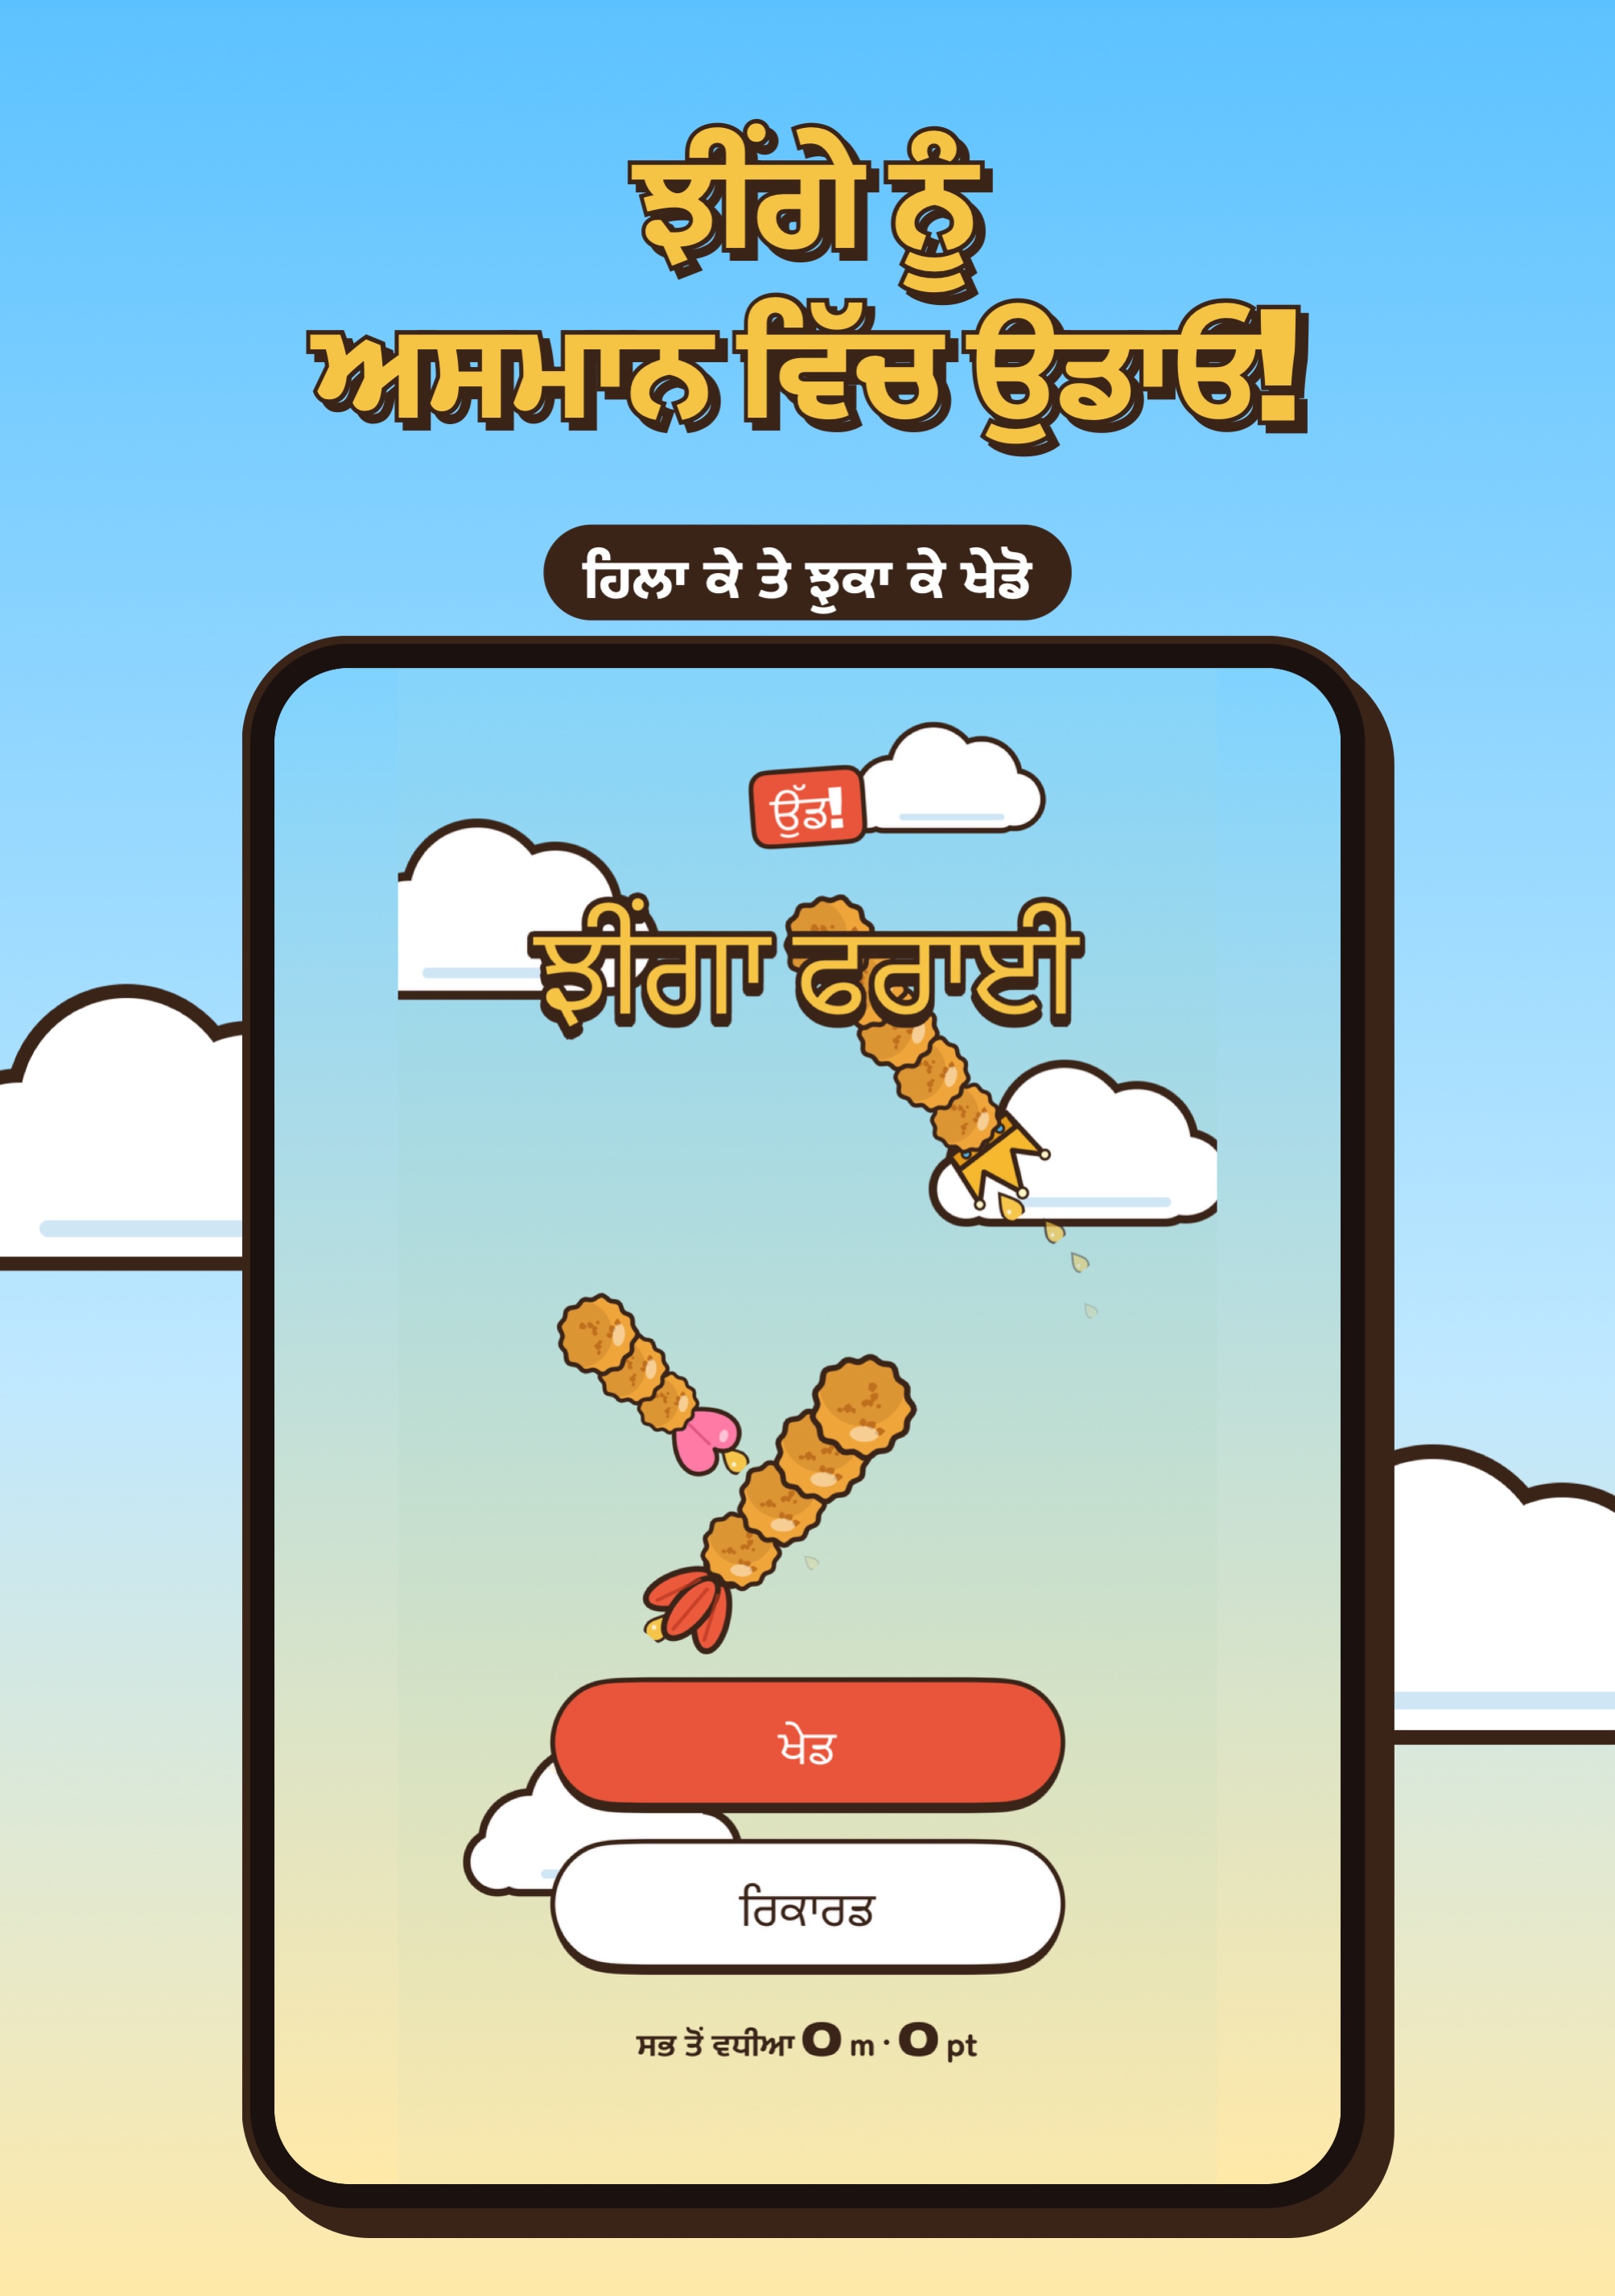 ਝੀਂਗੇ ਨੂੰ
ਅਸਮਾਨ ਵਿੱਚ ਉਡਾਓ!
ਹਿਲਾ ਕੇ ਤੇ ਝੁਕਾ ਕੇ ਖੇਡੋ
ਉੱਡ!
ਝੀਂਗਾ ਫਰਾਈ
ਖੇਡ
ਰਿਕਾਰਡ
ਸਭ ਤੋਂ ਵਧੀਆ 0 m · 0 pt